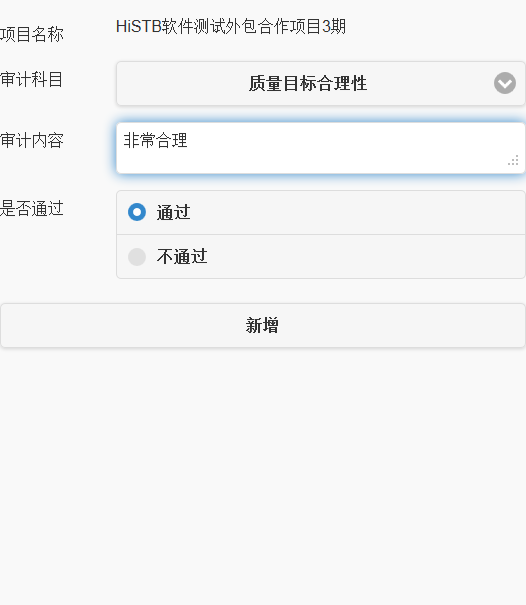 项目名称 HiSTB软件测试外包合作项目3期
审计科目 质量目标合理性
审计内容 非常合理
是否通过 通过
不通过
新增